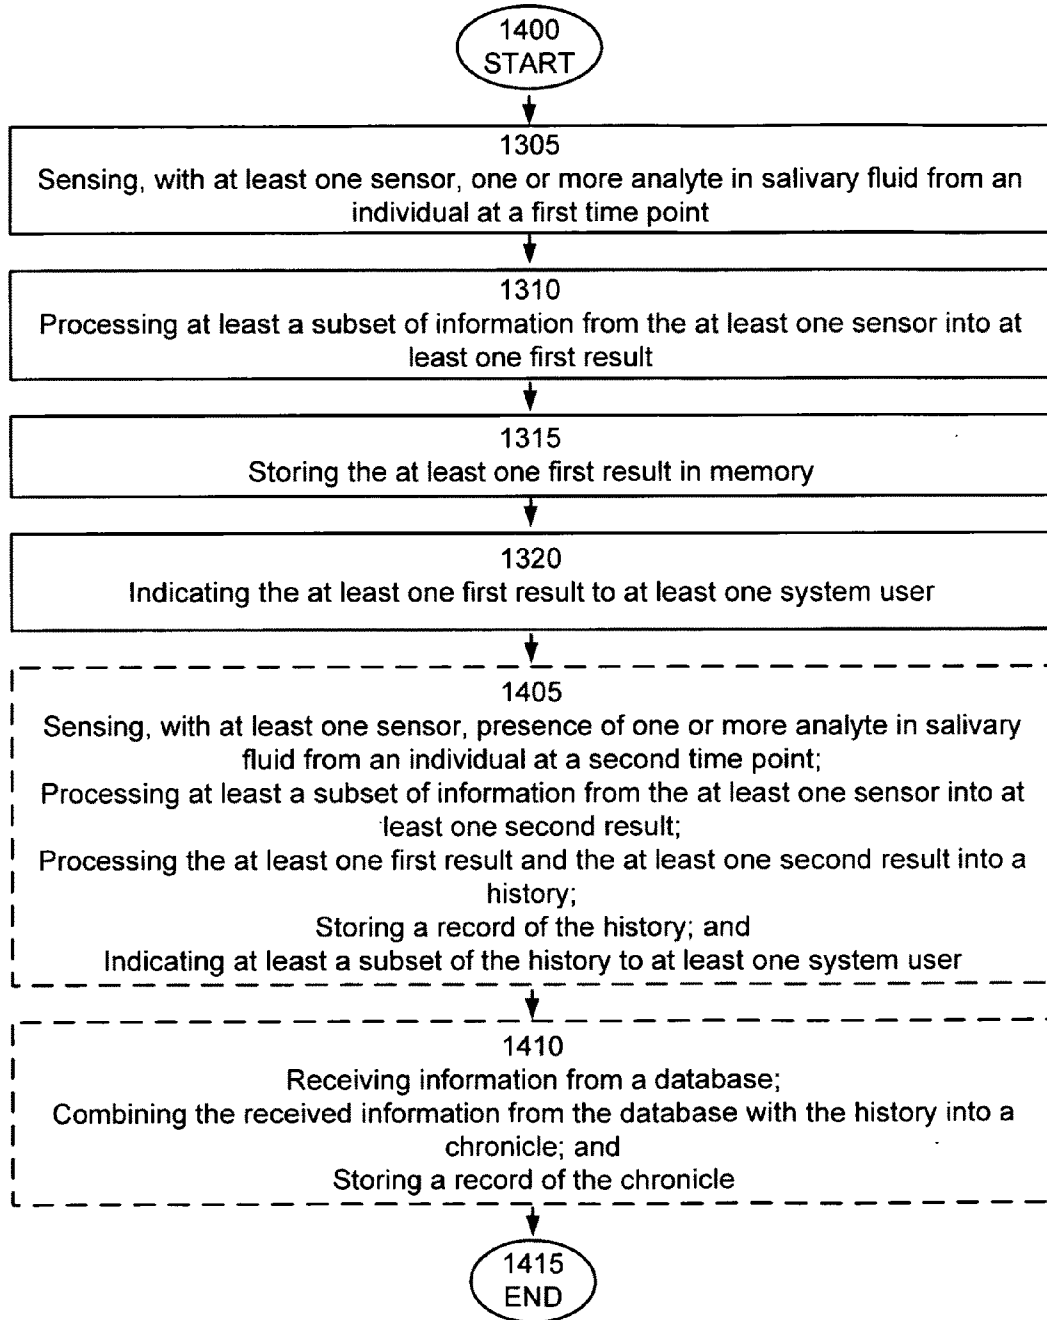 1400
START
1305
Sensing, with at least one sensor, one or more analyte in salivary fluid from an
individual at a first time point
1310
Processing at least a subset of information from the at least one sensor into at
least one first result
1315
Storing the at least one first result in memory
1320
Indicating the at least one first result to at least one system user
1405
Sensing, with at least one sensor, presence of one or more analyte in salivary
fluid from an individual at a second time point;
Processing at least a subset of information from the at least one sensor into at
least one second result;
Processing the at least one first result and the at least one second result into a
history;
Storing a record of the history; and
Indicating at least a subset of the history to at least one system user
1410
Receiving information from a database;
Combining the received information from the database with the history into a
chronicle; and
Storing a record of the chronicle
1415
END